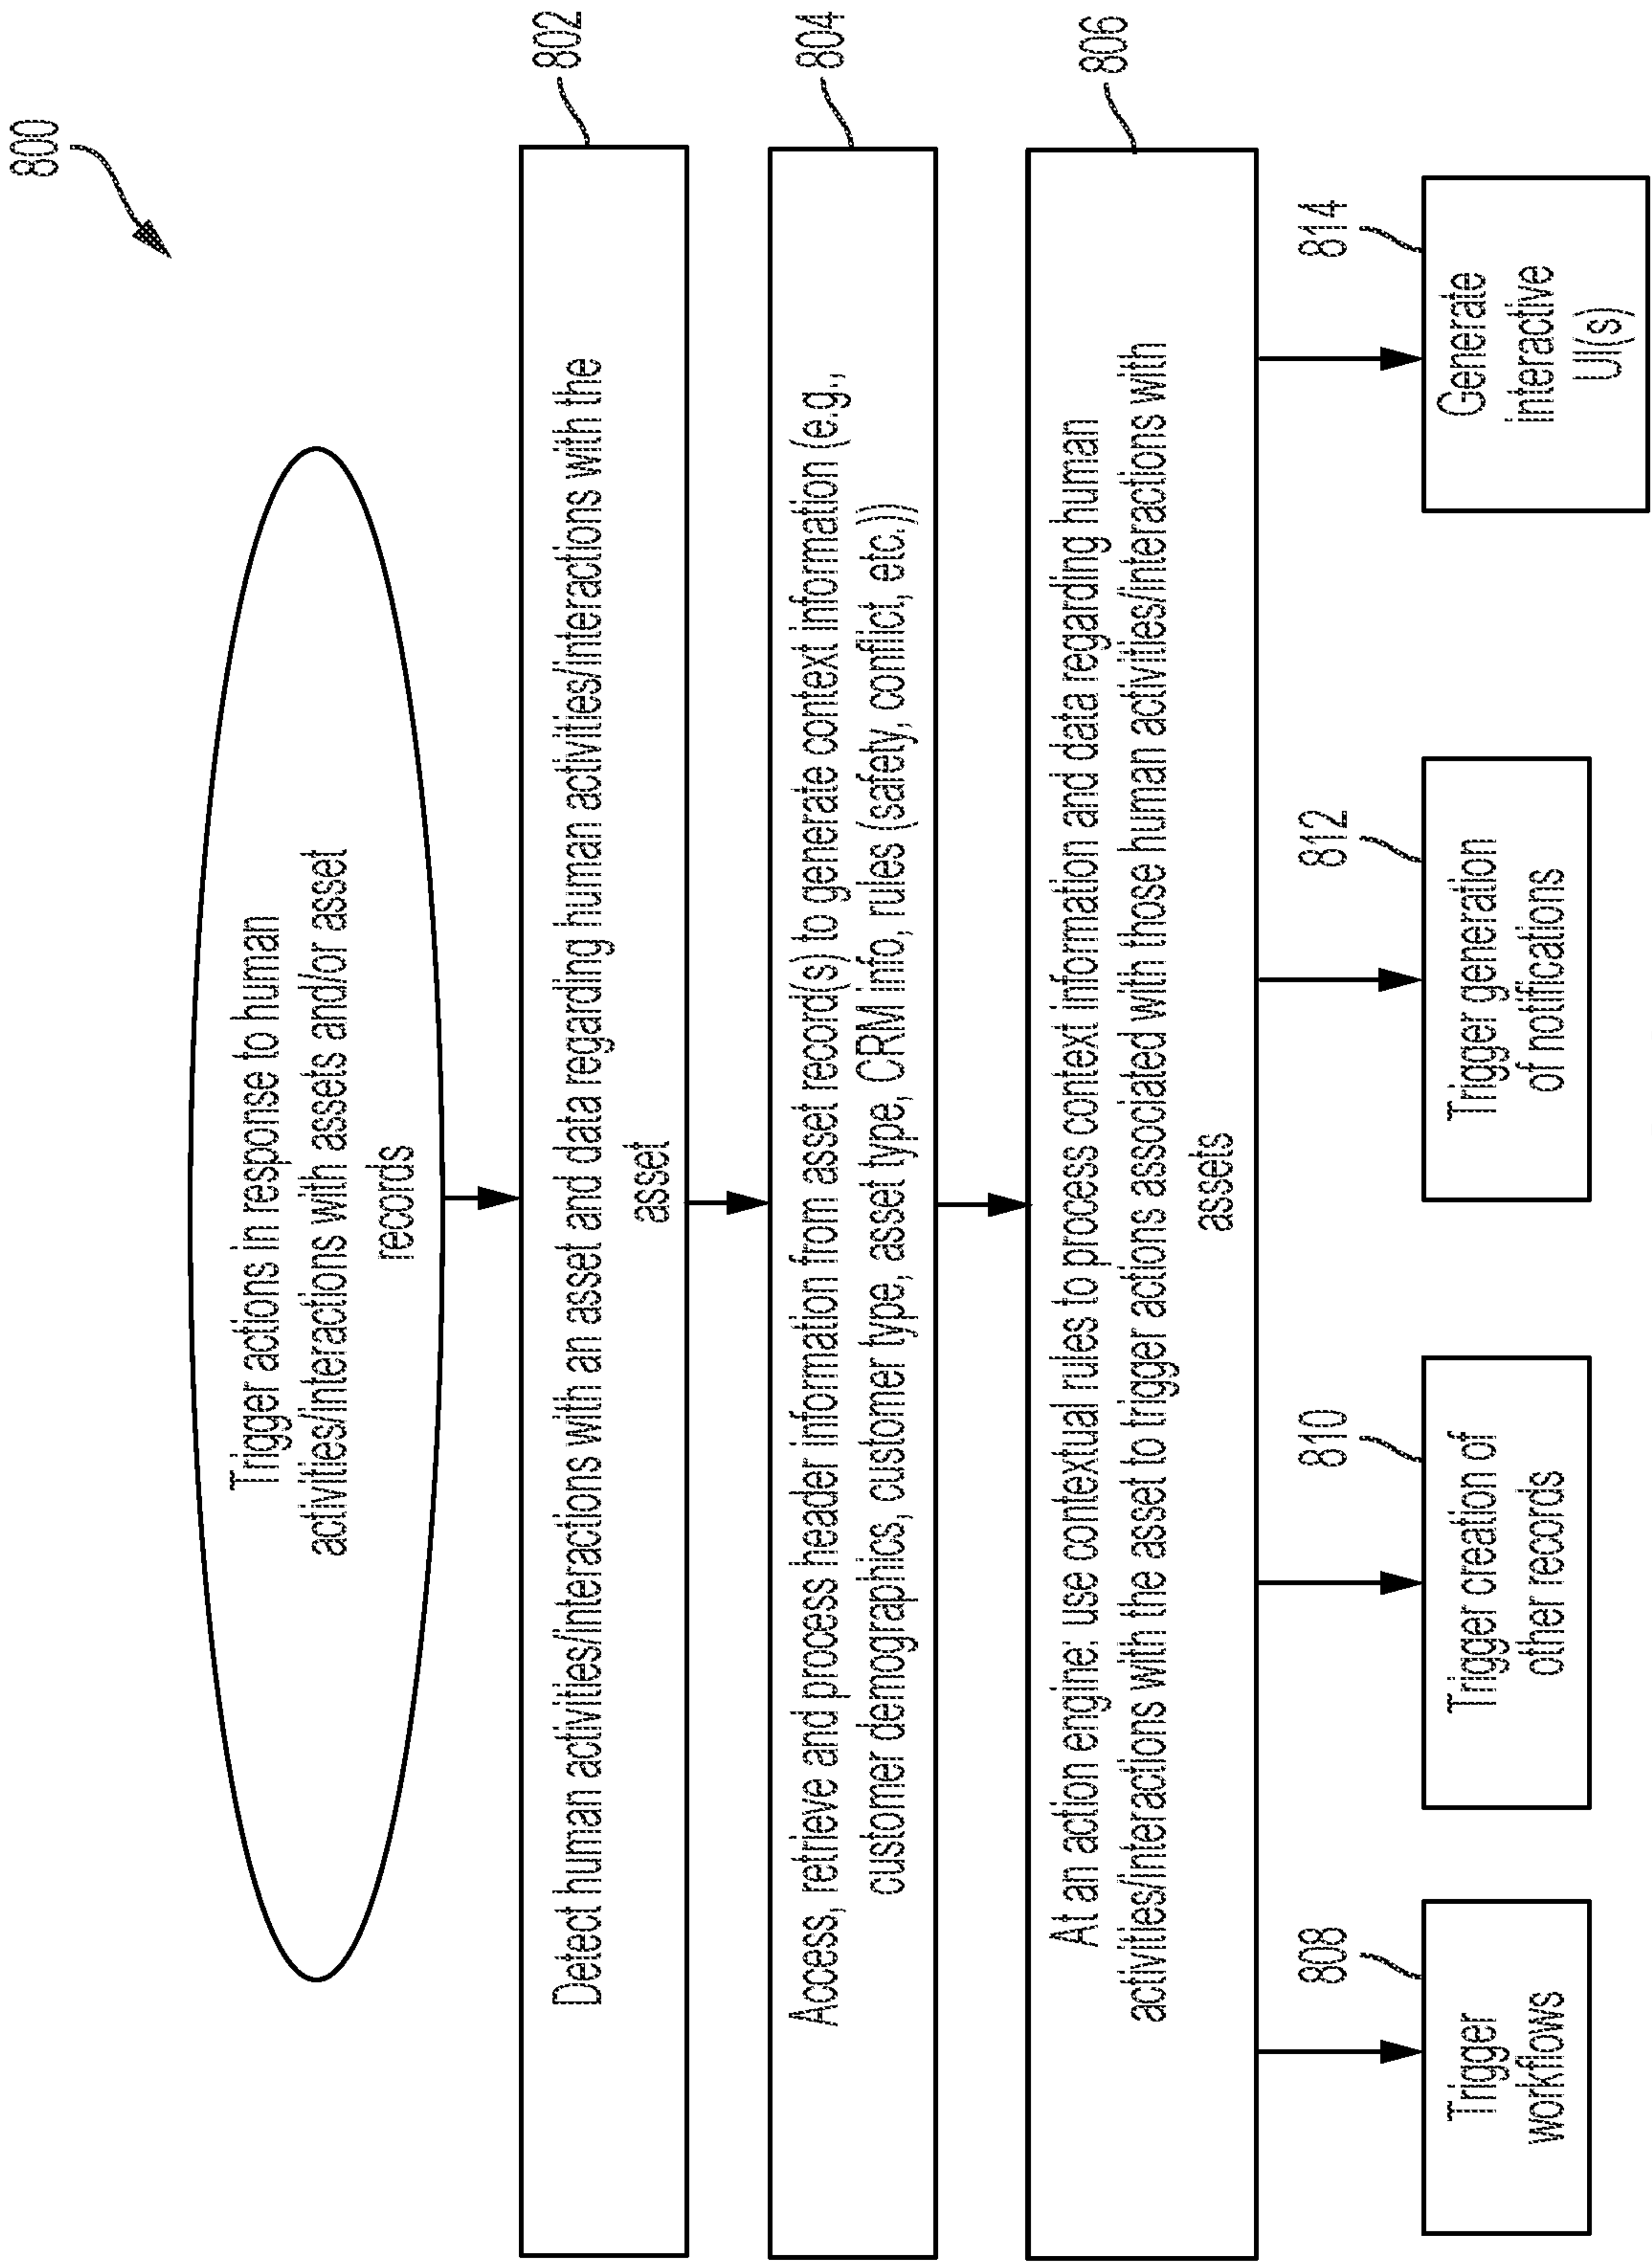 800
Trigger actions in response to human
activities/interactions with assets and/or asset
records
802
Detect human activities/interactions with an asset and data regarding human activities/interactions with the
asset
804
Access, retrieve and process header information from asset record(s) to generate context information (e.g.,
customer demographics, customer type, asset type, CRM info, rules (safety, conflict, etc.))
806
At an action engine: use contextual rules to process context information and data regarding human
activities/interactions with the asset to trigger actions associated with those human activities/interactions with
assets
808
Trigger
workflows
810
Trigger creation of
other records
812
Trigger generation
of notifications
814
Generate
interactive
UI(s)